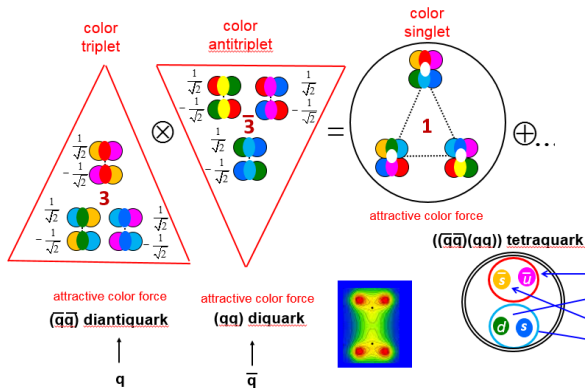 color
triplet
color
antitriplet
color
singlet
1/√2
-1/√2
3
1/√2
-1/√2
1/√2
-1/√2
⊗
1/√2
-1/√2
1/√2
-1/√2
3̅
1/√2
-1/√2
=
1
⊕...
attractive color force
attractive color force
attractive color force
(q̅q̅) diantiquark
(qq) diquark
((q̅q̅)(qq)) tetraquark
s̅ u̅
d s
q
q̅